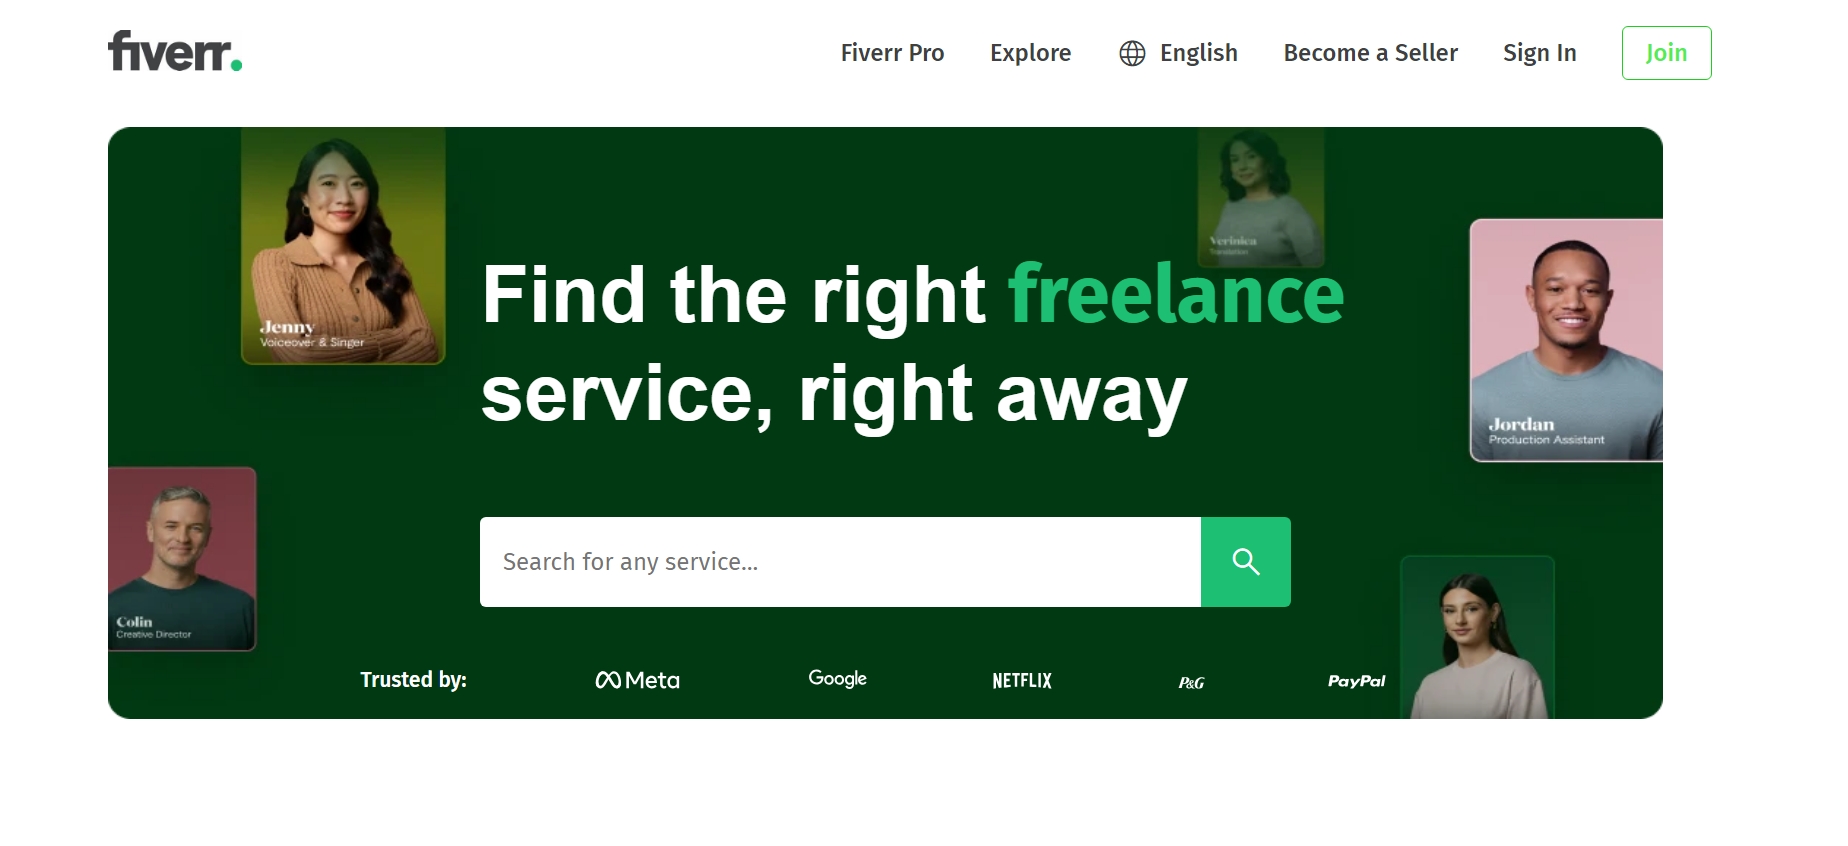 fiverr.
Fiverr Pro
Explore
English
Become a Seller
Sign In
Join
Jenny
Voiceover & Singer
Verinica
Translation
Find the right freelance
service, right away
Jordan
Production Assistant
Search for any service...
Colin
Creative Director
Trusted by:
Meta
Google
NETFLIX
P&G
PayPal